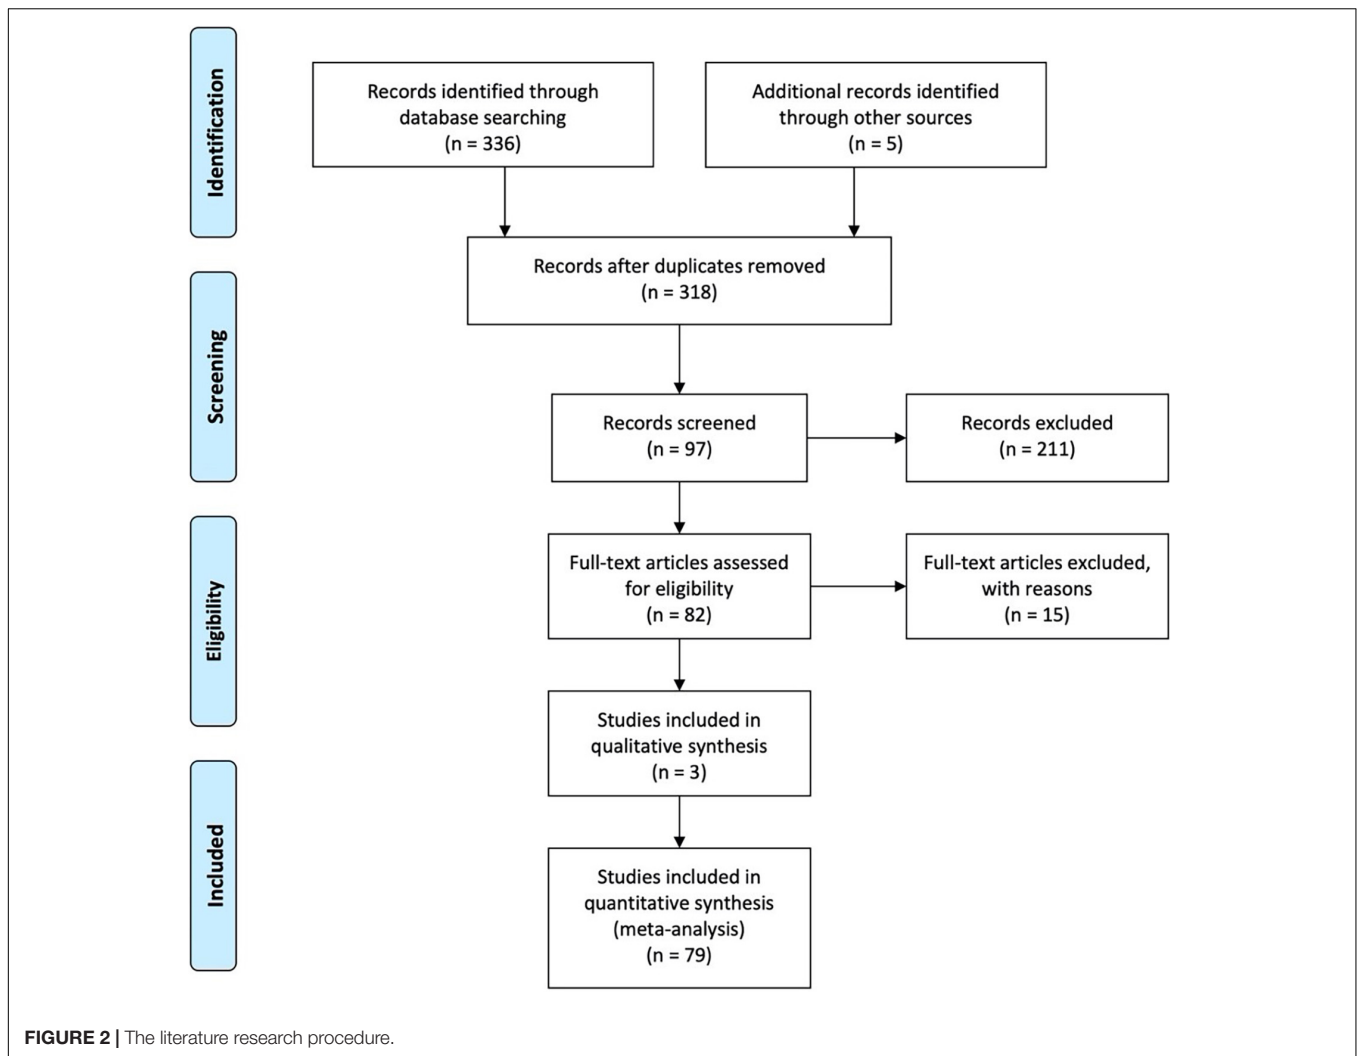 Identification
Records identified through
database searching
(n = 336)
Additional records identified
through other sources
(n = 5)
Records after duplicates removed
(n = 318)
Screening
Records screened
(n = 97)
Records excluded
(n = 211)
Eligibility
Full-text articles assessed
for eligibility
(n = 82)
Full-text articles excluded,
with reasons
(n = 15)
Studies included in
qualitative synthesis
(n = 3)
Included
Studies included in
quantitative synthesis
(meta-analysis)
(n = 79)
FIGURE 2 | The literature research procedure.